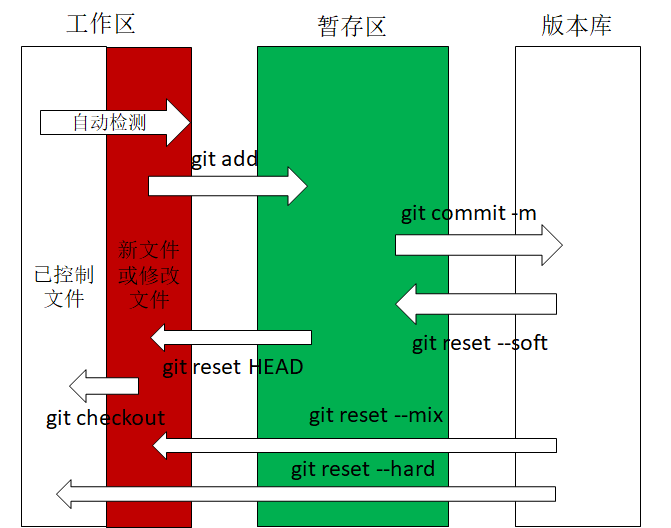 工作区
暂存区
版本库
自动检测
git add
git commit -m
新文件
或修改
文件
已控制
文件
git reset --soft
git reset HEAD
git checkout
git reset --mix
git reset --hard